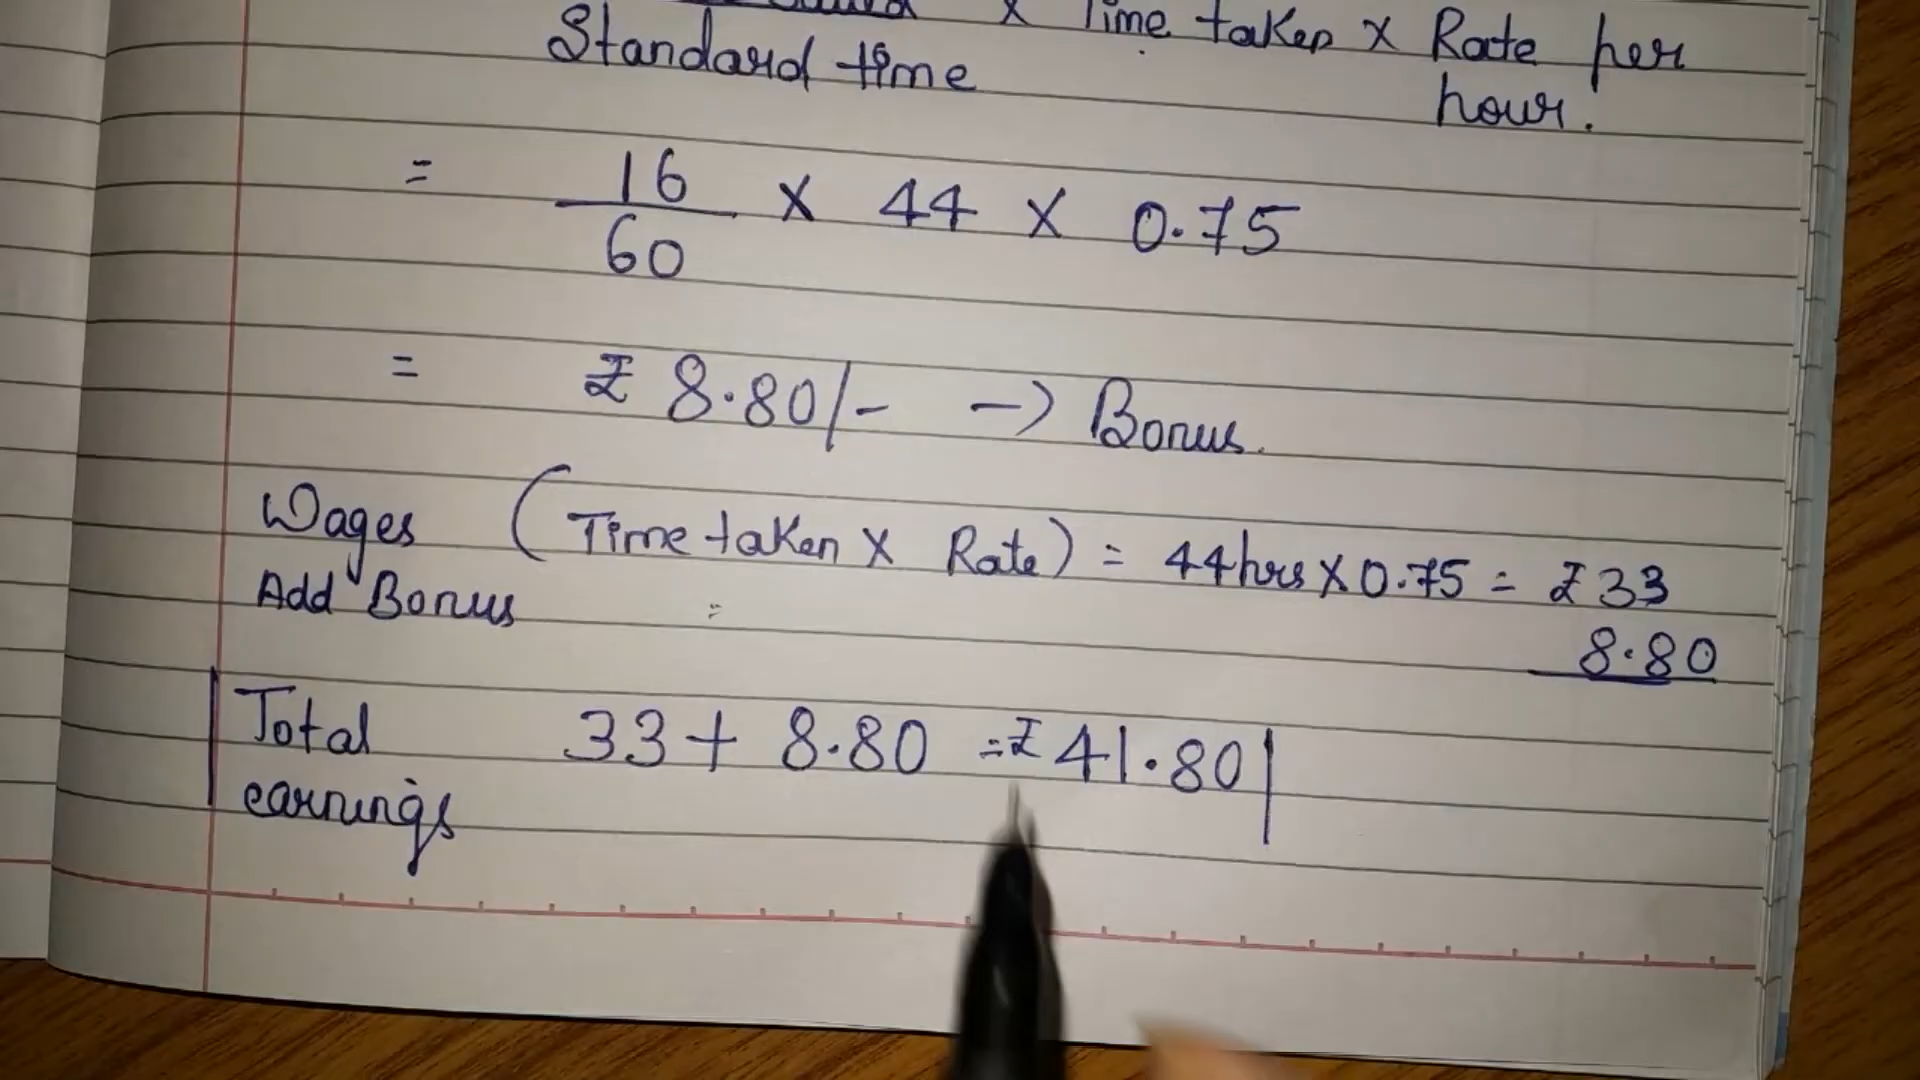 x Time taken x Rate per
Standard time
hour.
= 16/60 x 44 x 0.75
= ₹ 8.80/- -> Bonus.
Wages (Time taken x Rate) = 44hrs x 0.75 = ₹33
Add Bonus = 8.80
Total 33 + 8.80 = ₹41.80
earnings